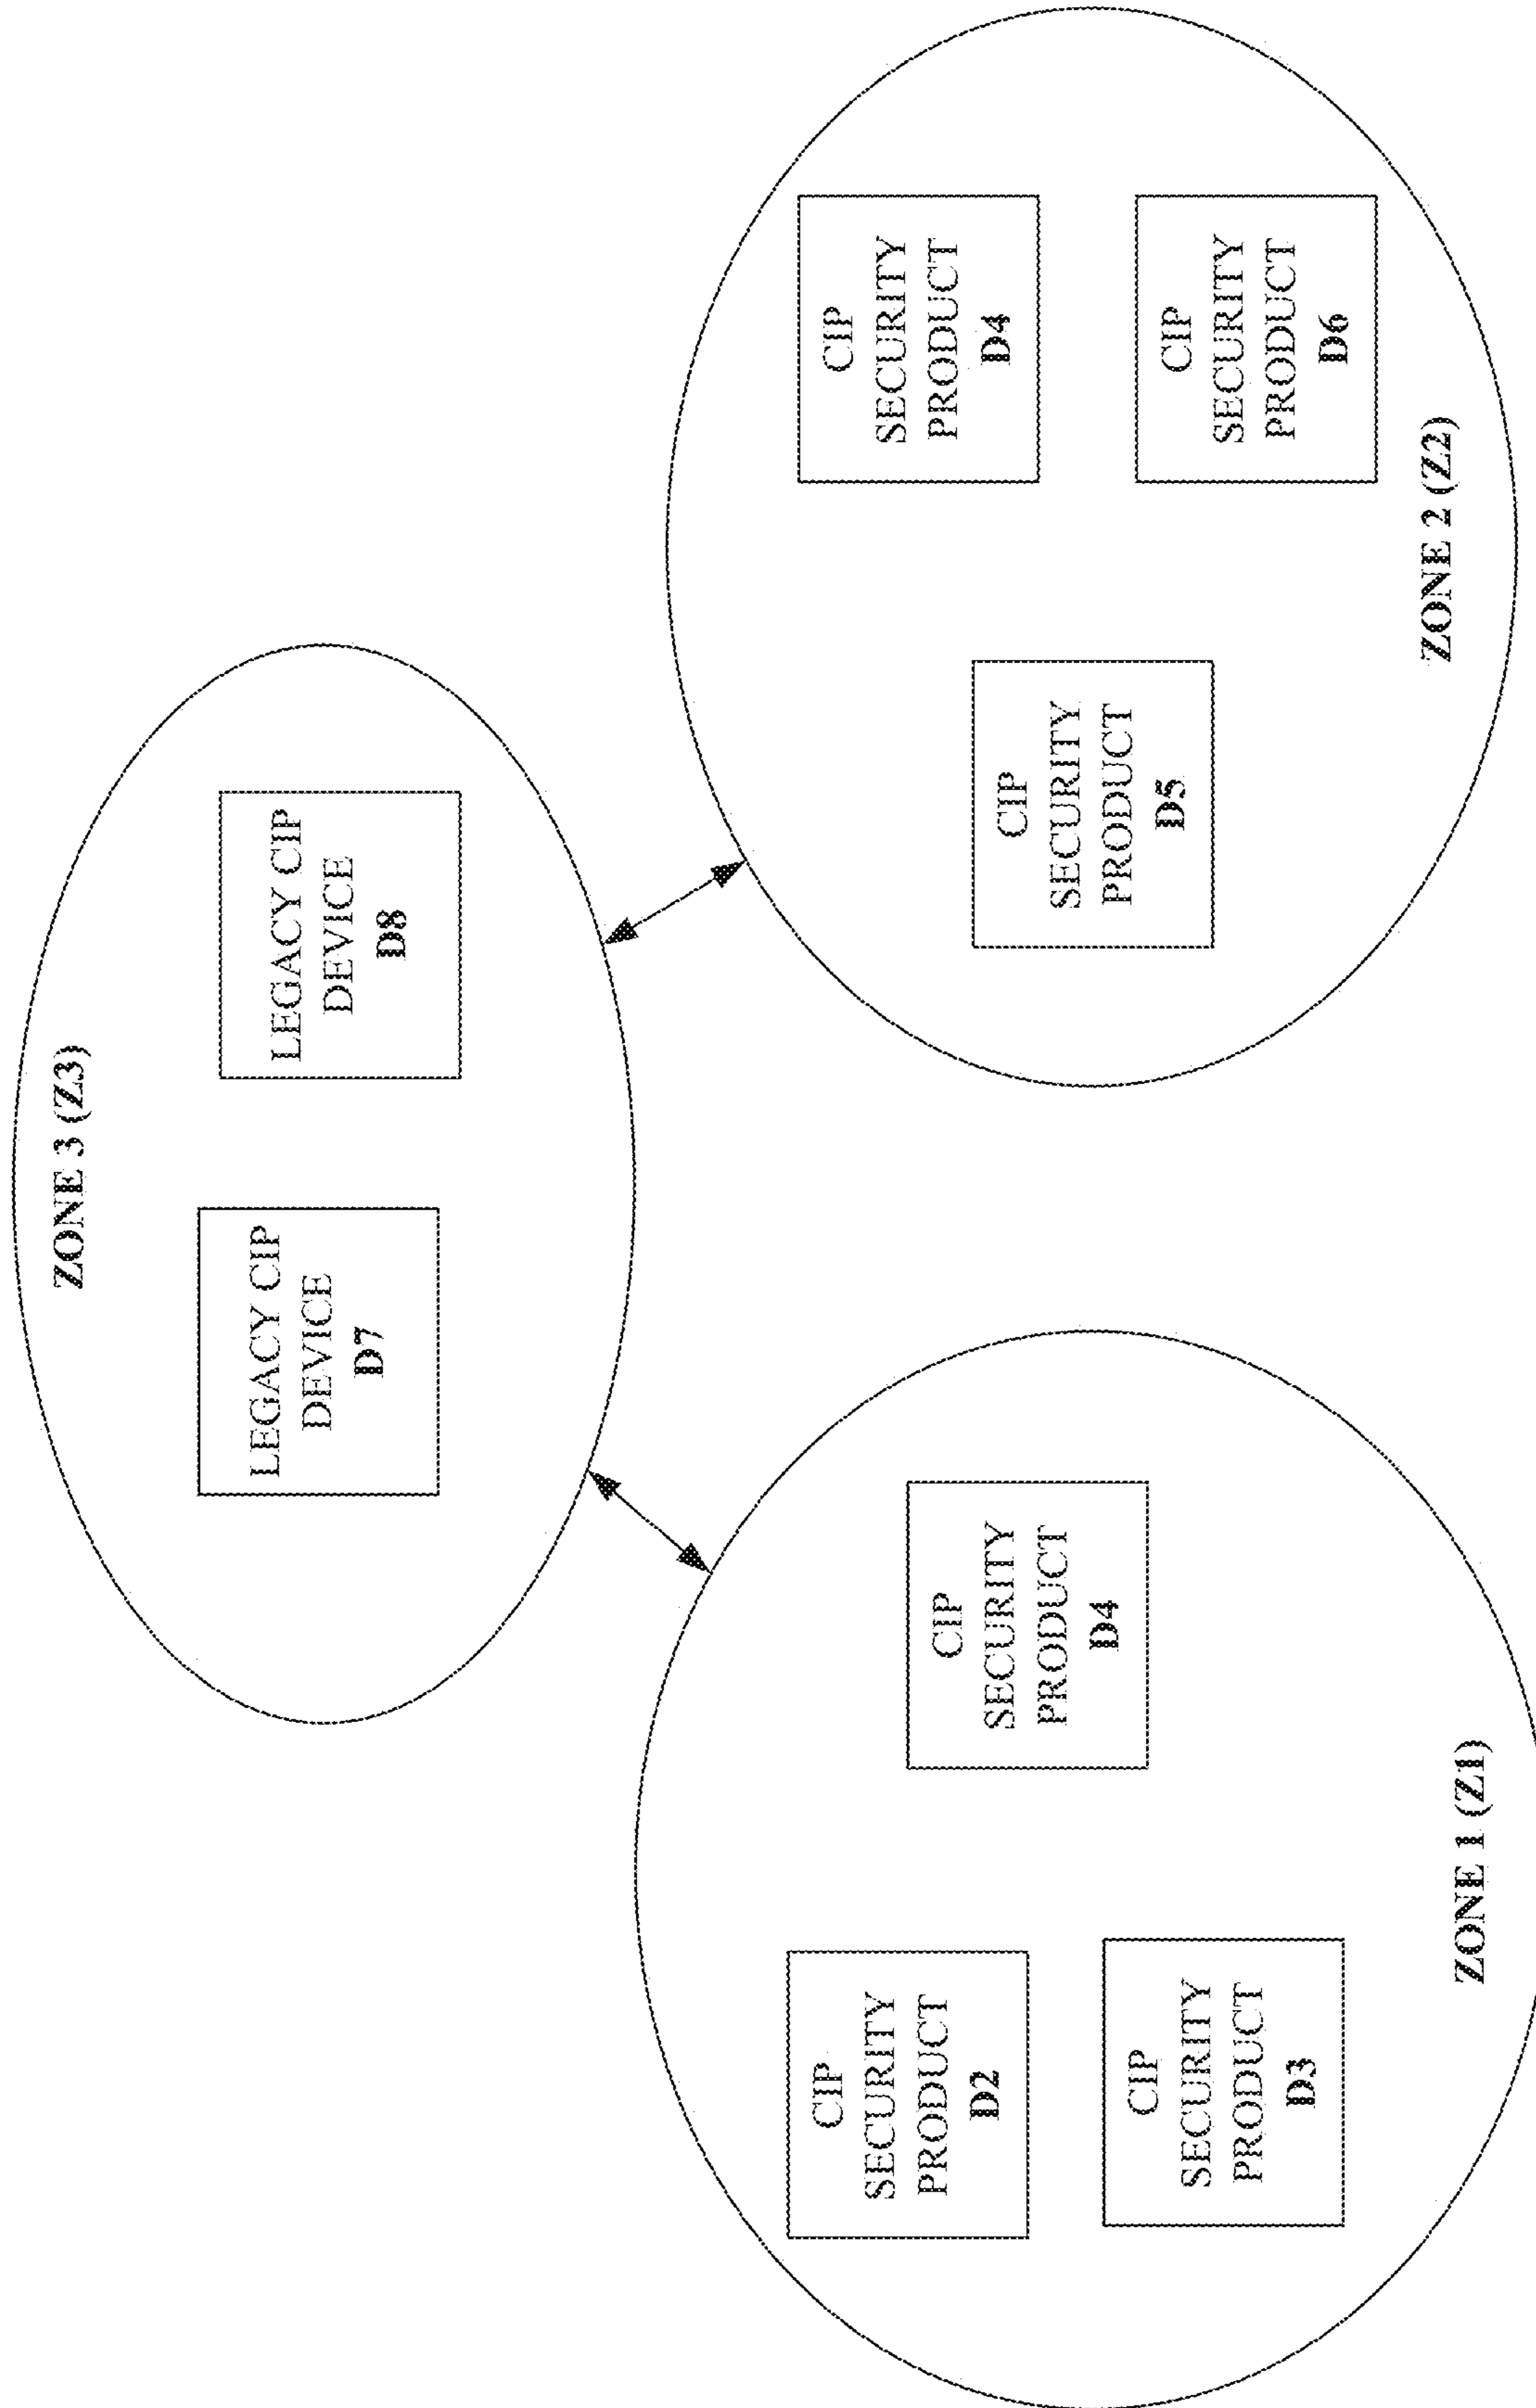 ZONE 3 (Z3)
LEGACY CIP
DEVICE
D7
LEGACY CIP
DEVICE
D8
CIP
SECURITY
PRODUCT
D2
CIP
SECURITY
PRODUCT
D3
CIP
SECURITY
PRODUCT
D4
ZONE 1 (Z1)
CIP
SECURITY
PRODUCT
D5
CIP
SECURITY
PRODUCT
D4
CIP
SECURITY
PRODUCT
D6
ZONE 2 (Z2)